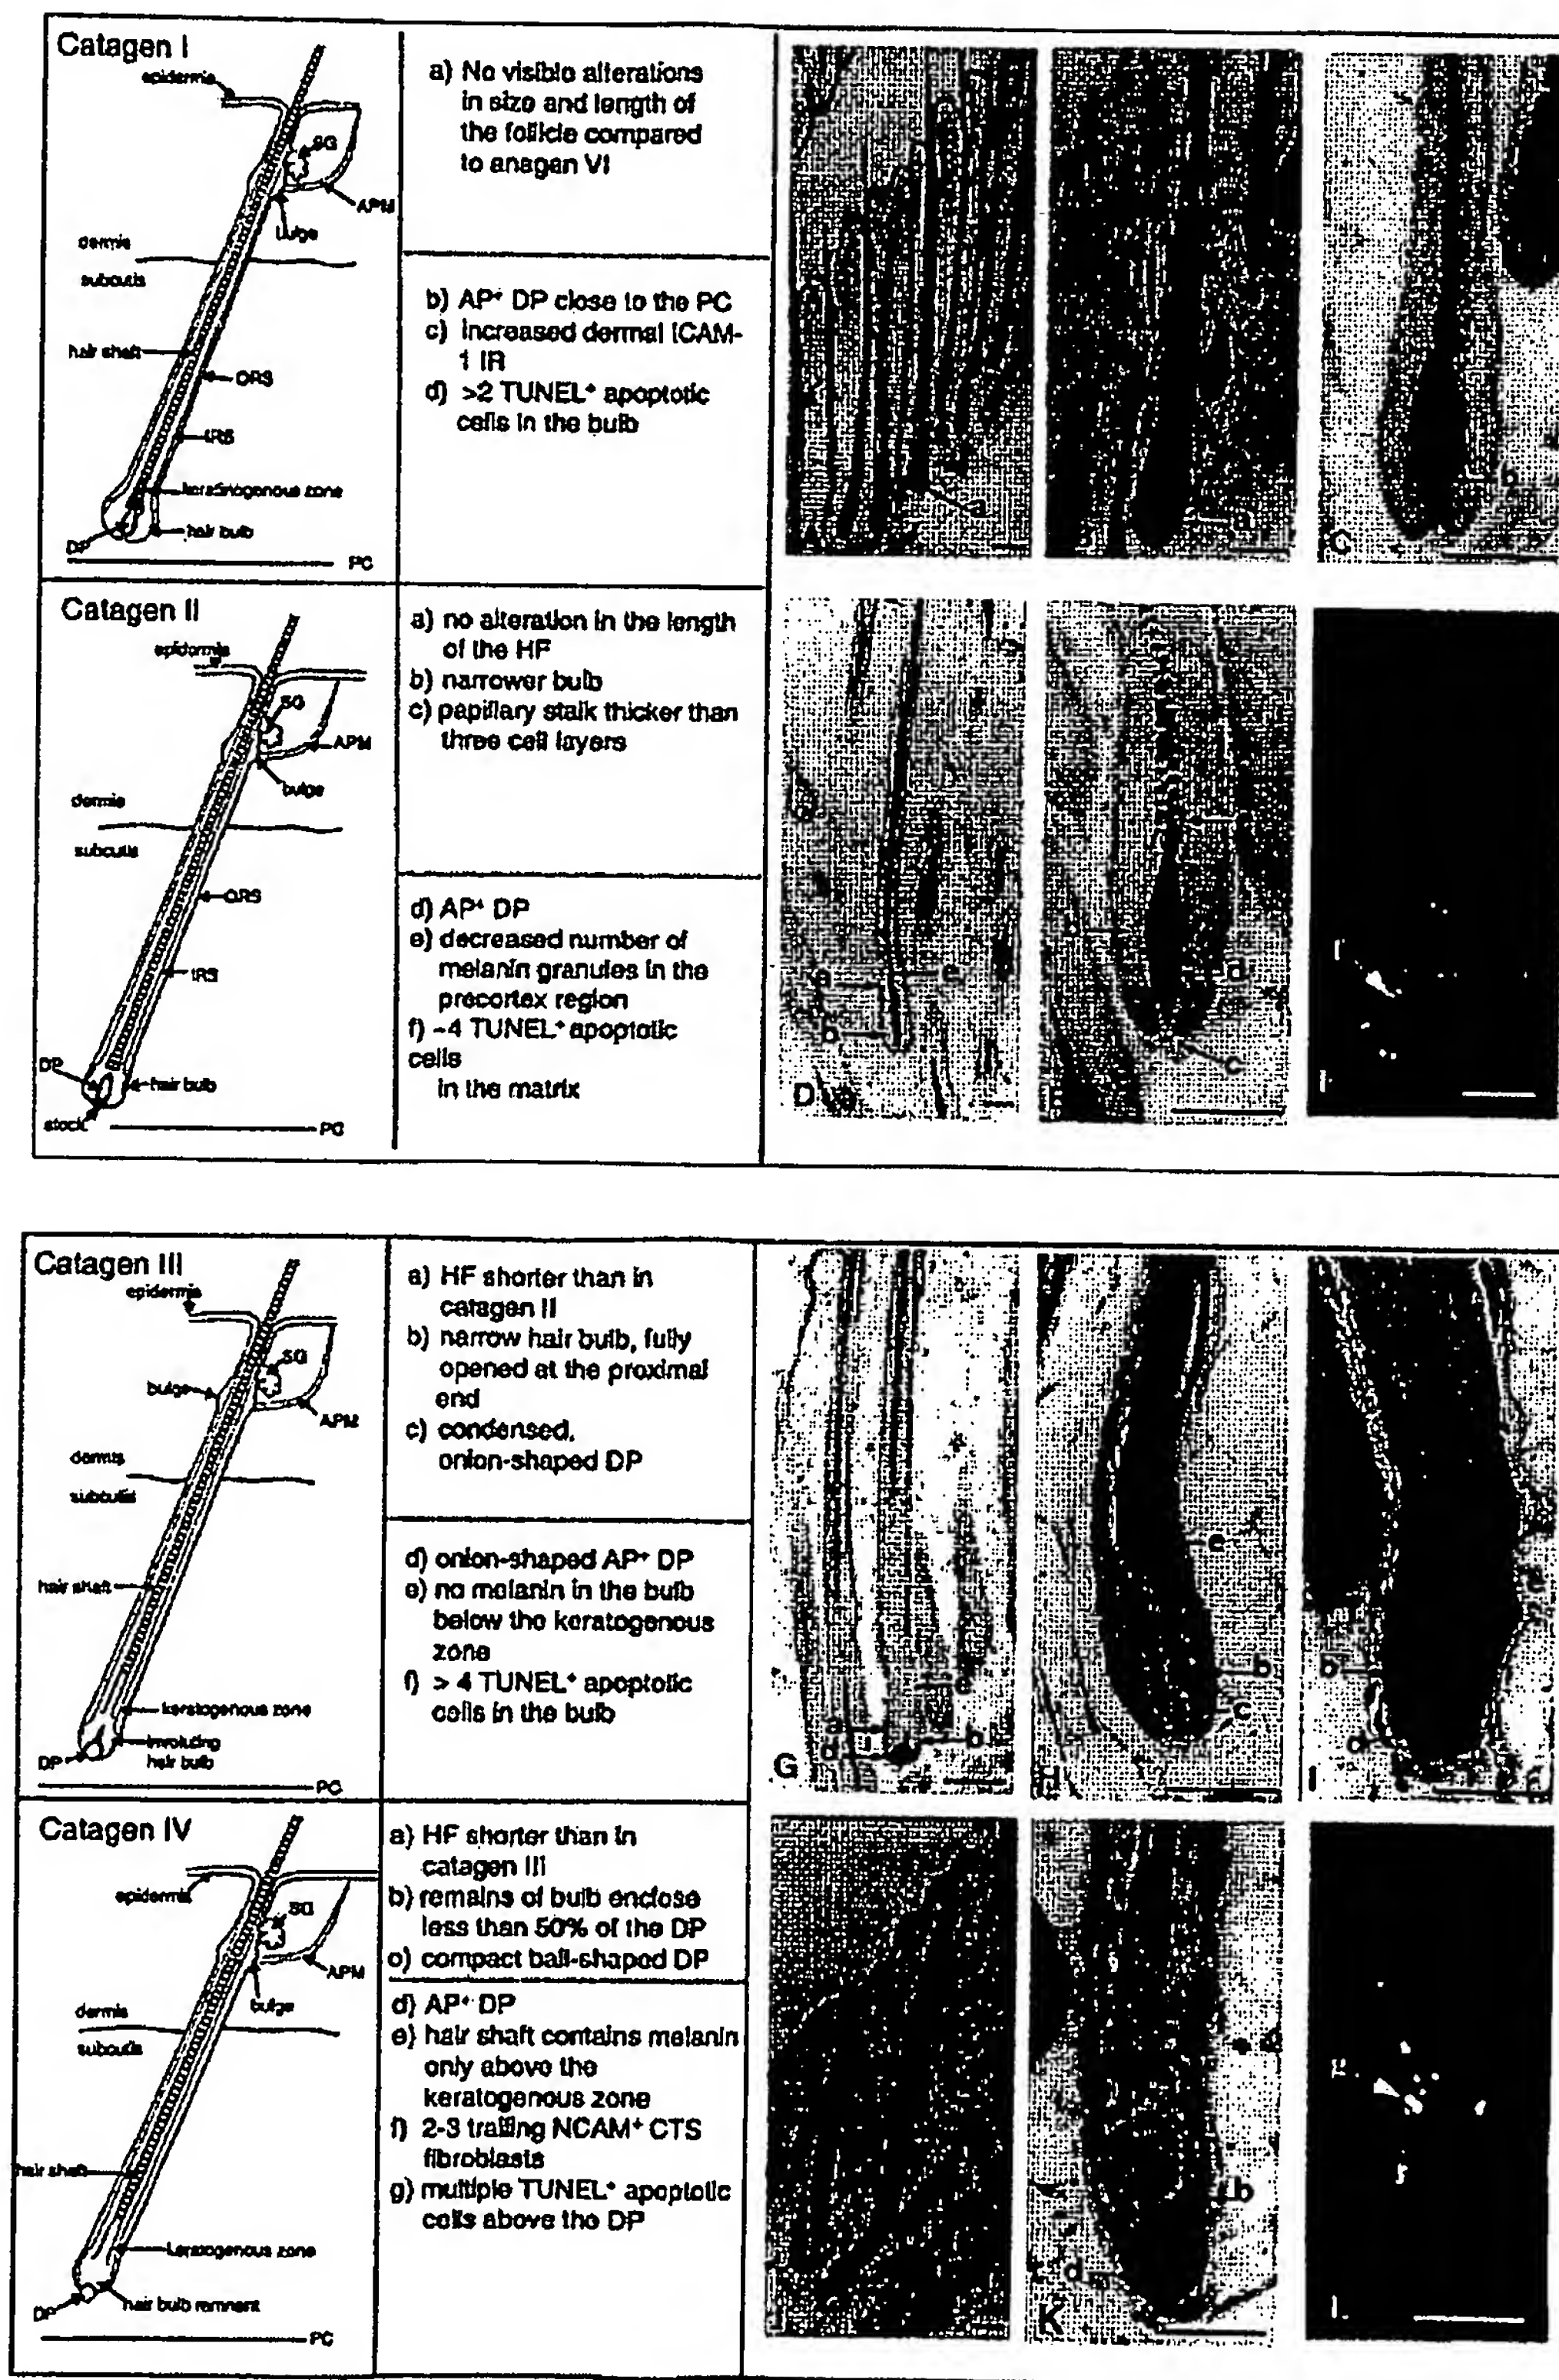 Catagen I
epidermis
SG
APM
bulge
dermis
subcutis
hair shaft
ORS
IRS
keratinogenous zone
hair bulb
DP
PC
a) No visible alterations
in size and length of
the follicle compared
to anagen VI
b) AP+ DP close to the PC
c) increased dermal ICAM-
1 IR
d) >2 TUNEL+ apoptotic
cells in the bulb
a
a
C
b
Catagen II
epidermis
SG
APM
bulge
dermis
subcutis
ORS
IRS
DP
hair bulb
stock
PC
a) no alteration in the length
of the HF
b) narrower bulb
c) papillary stalk thicker than
three cell layers
d) AP+ DP
e) decreased number of
melanin granules in the
precortex region
f) ~4 TUNEL+ apoptotic
cells
in the matrix
D
b
e
E
b
d
c
Catagen III
epidermis
SG
bulge
APM
dermis
subcutis
hair shaft
keratogenous zone
involuting
hair bulb
DP
PC
a) HF shorter than in
catagen II
b) narrow hair bulb, fully
opened at the proximal
end
c) condensed,
onion-shaped DP
d) onion-shaped AP+ DP
e) no melanin in the bulb
below the keratogenous
zone
f) > 4 TUNEL+ apoptotic
cells in the bulb
G
a
d
b
H
e
b
c
I
b
d
Catagen IV
epidermis
SG
APM
bulge
dermis
subcutis
hair shaft
Keratogenous zone
hair bulb remnant
DP
PC
a) HF shorter than in
catagen III
b) remains of bulb enclose
less than 50% of the DP
c) compact ball-shaped DP
d) AP+ DP
e) hair shaft contains melanin
only above the
keratogenous zone
f) 2-3 trailing NCAM+ CTS
fibroblasts
g) multiple TUNEL+ apoptotic
cells above the DP
J
K
b
d
L